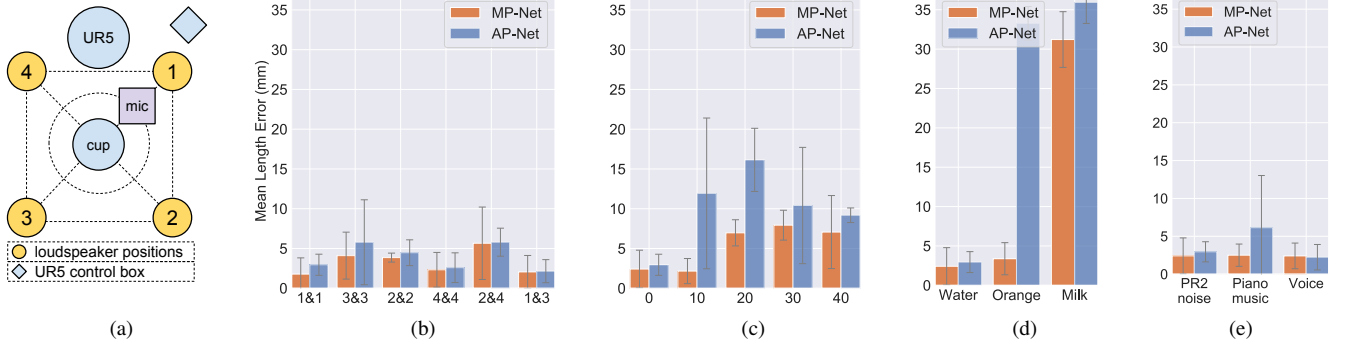 UR5
4
1
mic
cup
3
2
loudspeaker positions
UR5 control box
(a)
Mean Length Error (mm)
35
30
25
20
15
10
5
0
MP-Net
AP-Net
1&1 3&3 2&2 4&4 2&4 1&3
(b)
35
30
25
20
15
10
5
0
MP-Net
AP-Net
0 10 20 30 40
(c)
35
30
25
20
15
10
5
0
MP-Net
AP-Net
Water Orange Milk
(d)
35
30
25
20
15
10
5
0
MP-Net
AP-Net
PR2 Piano Voice
noise music
(e)